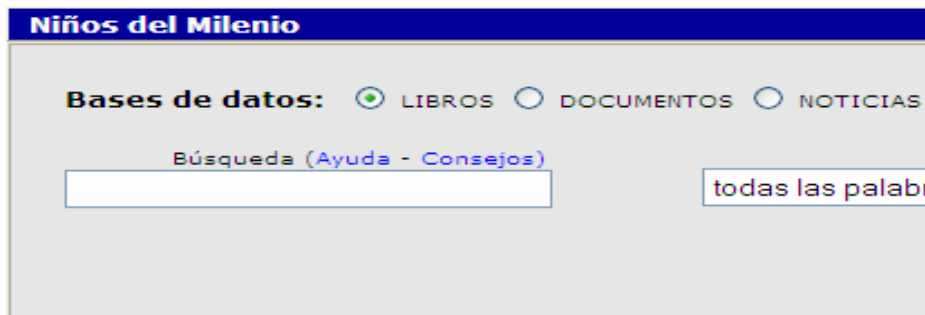 Niños del Milenio
Bases de datos: LIBROS DOCUMENTOS NOTICIAS
Búsqueda (Ayuda - Consejos)
todas las